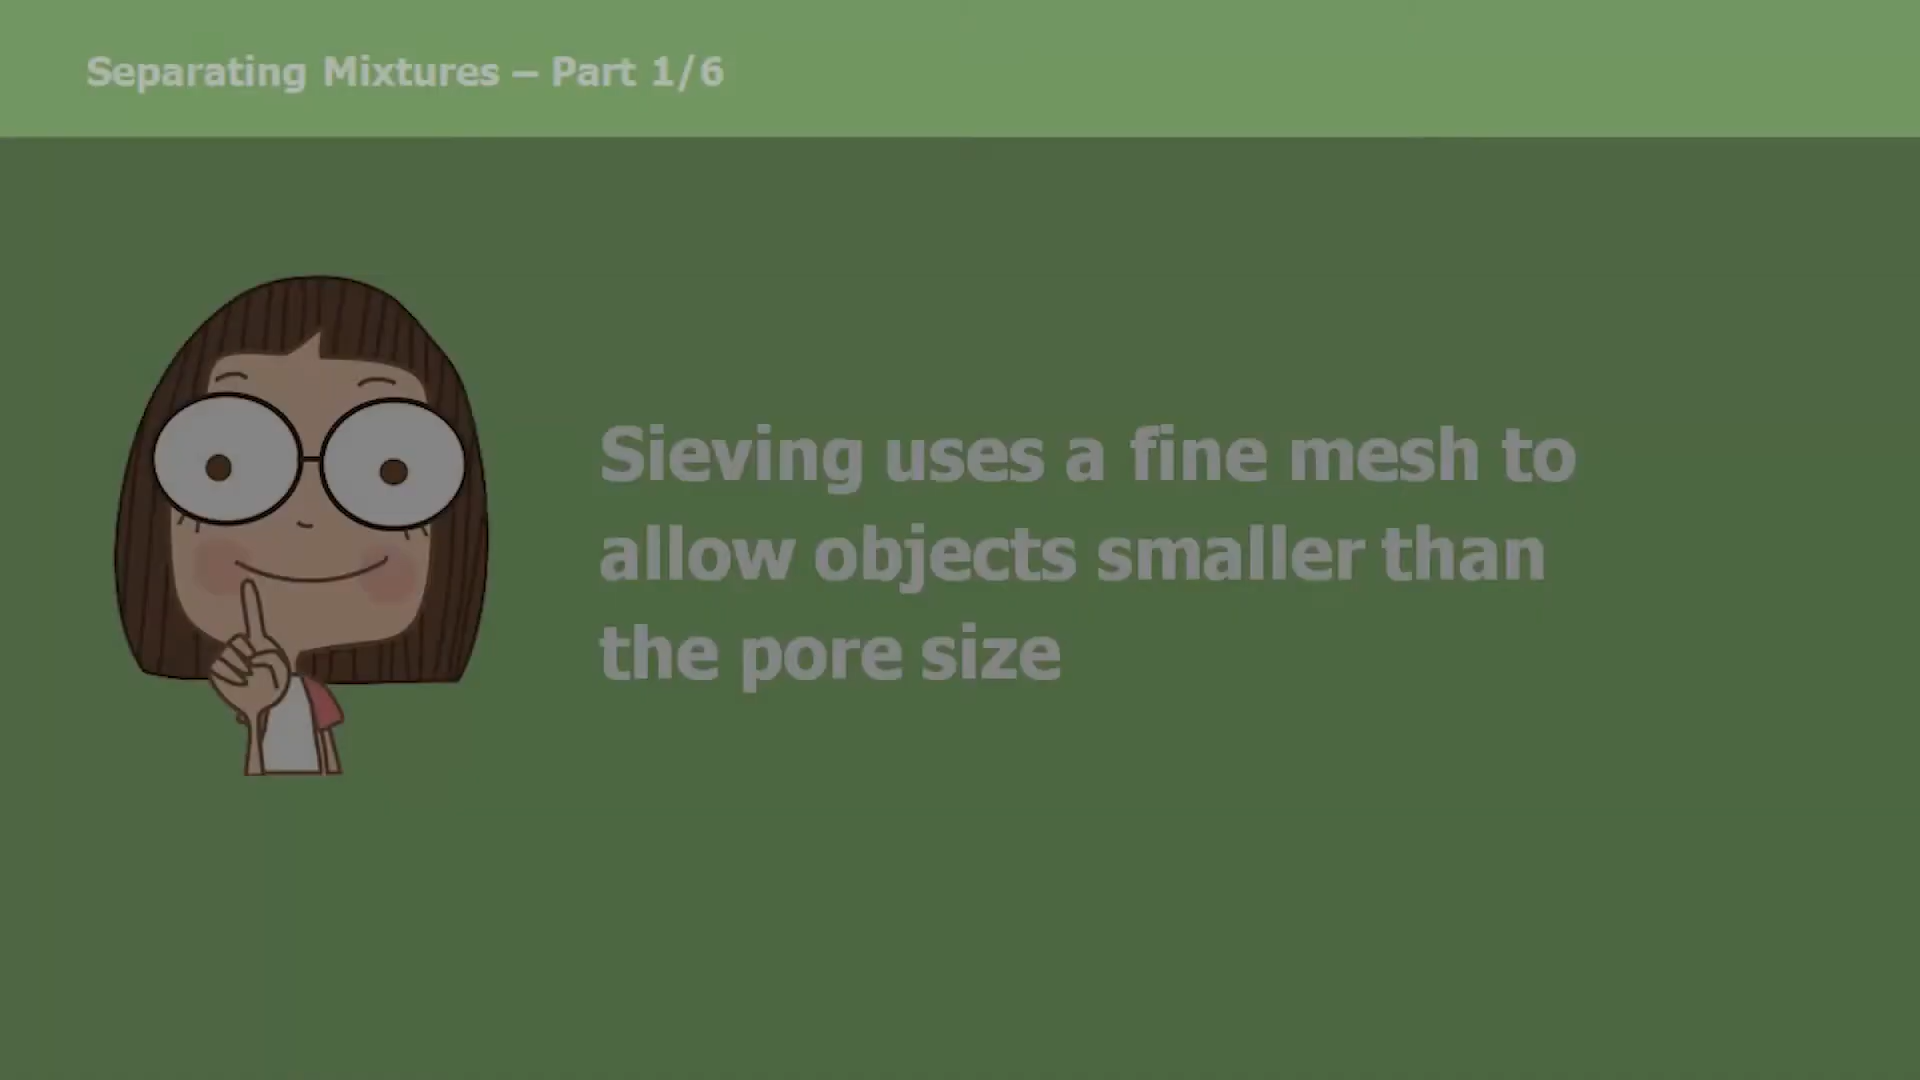 Separating Mixtures – Part 1/6
Sieving uses a fine mesh to
allow objects smaller than
the pore size